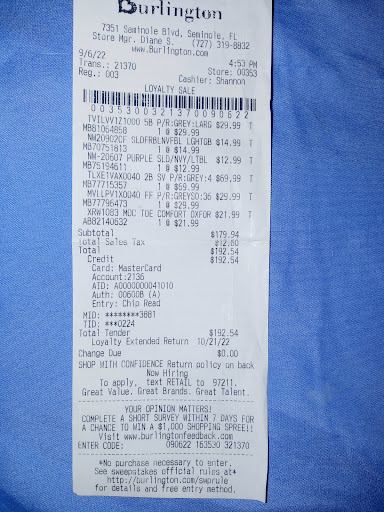 Burlington
7351 Seminole Blvd, Seminole, FL
Store Mgr. Diane S. (727) 319-8832
www.Burlington.com
9/6/22 4:53 PM
Trans.: 21370 Store: 00353
Reg.: 003 Cashier: Shannon
LOYALTY SALE
0035300321370090622
TVILVV1Z1000 5B P/R:GREY:LARG $29.99 T
MB81064858 1 @ $29.99
NW20902CF SLDFRBLNVFBL LGHTGB $14.99 T
MB70751813 1 @ $14.99
NW-20607 PURPLE SLD/NVY/LTBL $12.99 T
MB75194611 1 @ $12.99
TLXE1VAX0040 2B SV P/R:GREY:4 $69.99 T
MB77715357 1 @ $69.99
MVLLPV1X0040 FF P/R:GREYSO:36 $29.99 T
MB77796473 1 @ $29.99
XRW1083 MOC TOE COMFORT OXFOR $21.99 T
AB82140632 1 @ $21.99
Subtotal $179.94
Total Sales Tax $12.60
Total $192.54
Credit $192.54
Card: MasterCard
Account:2136
AID: A0000000041010
Auth: 00600B (A)
Entry: Chip Read
MID: ********3881
TID: ***0224
Total Tender $192.54
Loyalty Extended Return 10/21/22
Change Due $0.00
SHOP WITH CONFIDENCE Return policy on back
Now Hiring
To apply, text RETAIL to 97211.
Great Value. Great Brands. Great Talent.
YOUR OPINION MATTERS!
COMPLETE A SHORT SURVEY WITHIN 7 DAYS FOR
A CHANCE TO WIN A $1,000 SHOPPING SPREE!!
Visit www.burlingtonfeedback.com
ENTER CODE: 090622 163530 321370
*No purchase necessary to enter.
See sweepstakes official rules at*
http://burlington.com/swprule
for details and free entry method.